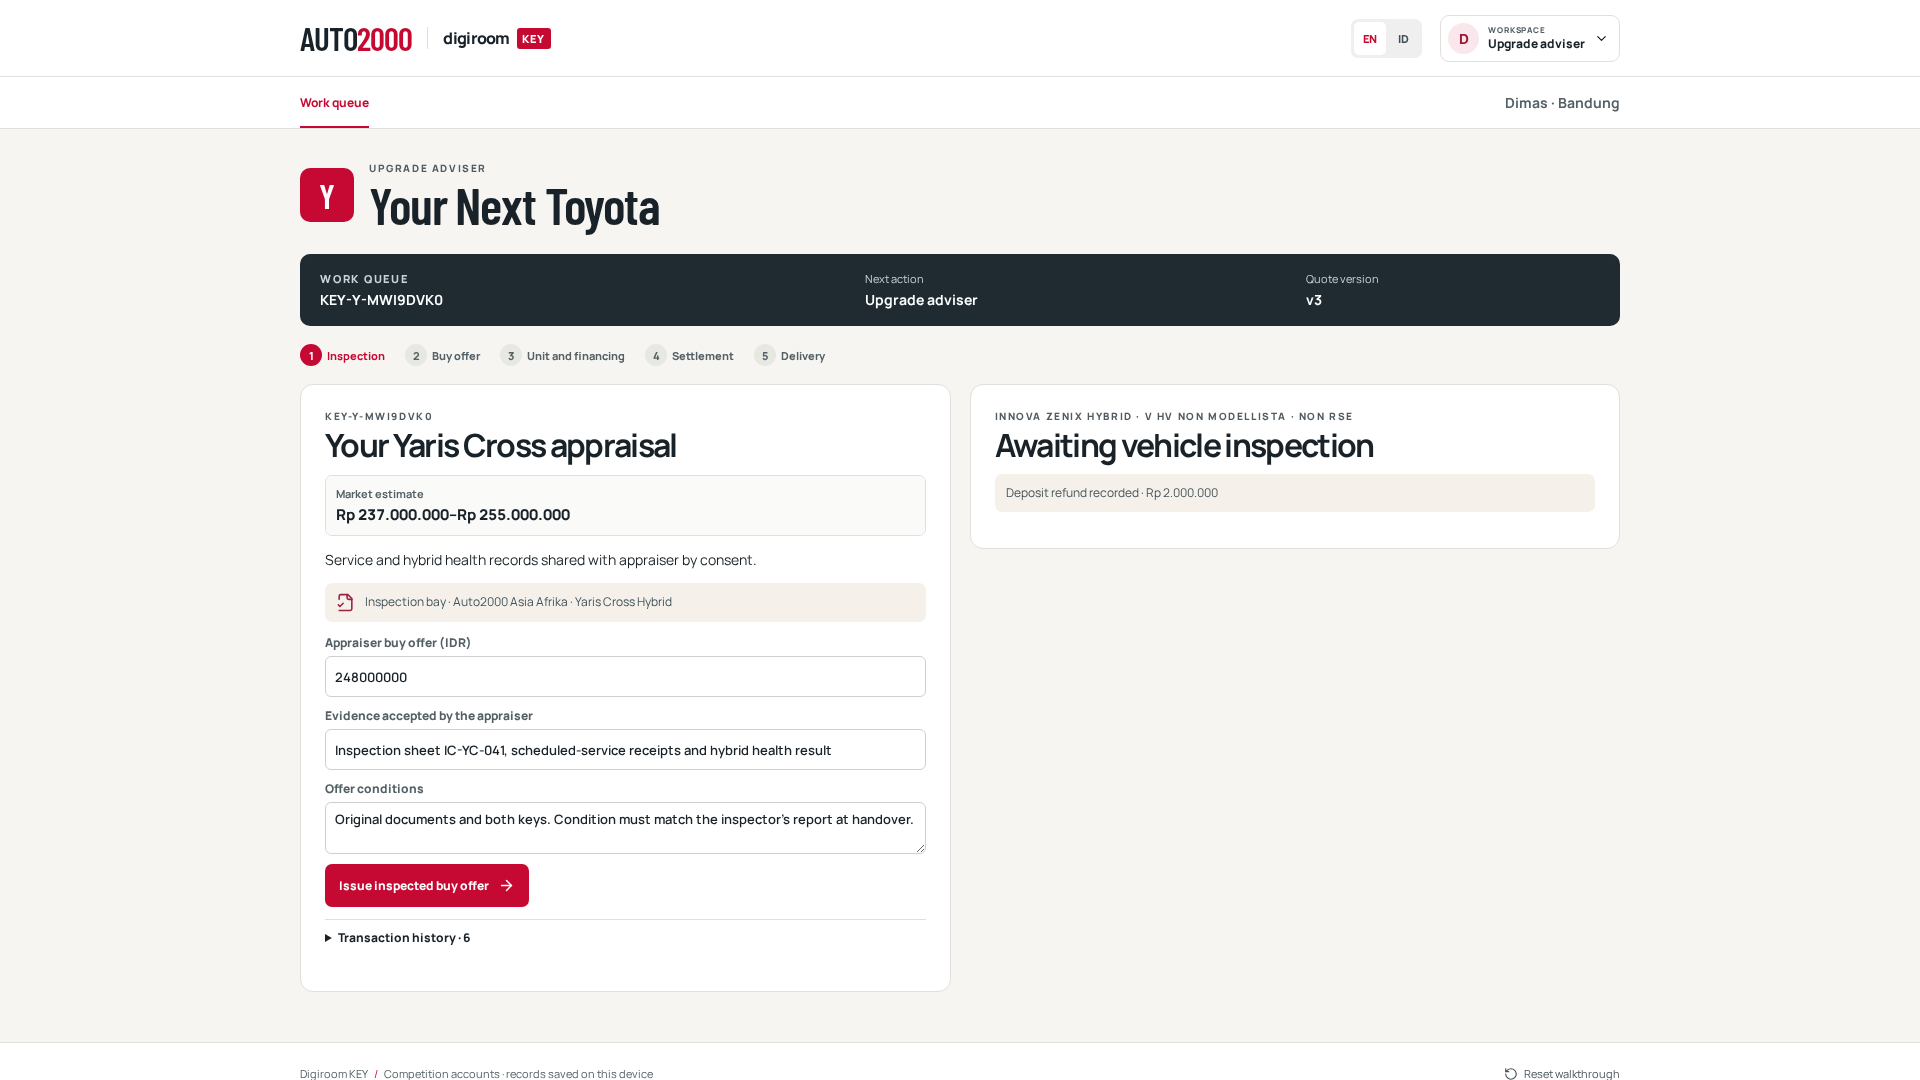 AUTO2000 digiroom KEY
EN ID
D WORKSPACE
Upgrade adviser
Work queue
Dimas · Bandung
Y
UPGRADE ADVISER
Your Next Toyota
WORK QUEUE
KEY-Y-MWI9DVK0
Next action
Upgrade adviser
Quote version
v3
1 Inspection 2 Buy offer 3 Unit and financing 4 Settlement 5 Delivery
KEY-Y-MWI9DVK0
Your Yaris Cross appraisal
Market estimate
Rp 237.000.000–Rp 255.000.000
Service and hybrid health records shared with appraiser by consent.
Inspection bay · Auto2000 Asia Afrika · Yaris Cross Hybrid
Appraiser buy offer (IDR)
248000000
Evidence accepted by the appraiser
Inspection sheet IC-YC-041, scheduled-service receipts and hybrid health result
Offer conditions
Original documents and both keys. Condition must match the inspector's report at handover.
Issue inspected buy offer
Transaction history · 6
INNOVA ZENIX HYBRID · V HV NON MODELLISTA · NON RSE
Awaiting vehicle inspection
Deposit refund recorded · Rp 2.000.000
Digiroom KEY / Competition accounts · records saved on this device
Reset walkthrough